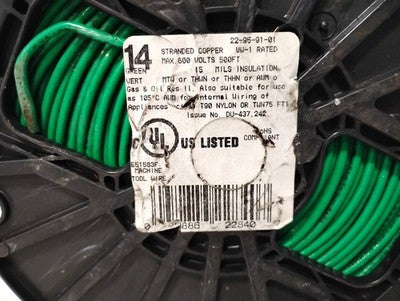 22-96-91-01
14 STRANDED COPPER VW-1 RATED
MAX. 600 VOLTS 500FT
GREEN 15 MILS INSULATION
VERT MTW or THWN or THHN or AWM
Gas & Oil Res II. Also suitable for use
as 105°C AWM for Internal Wiring of
Appliances T90 NYLON OR TWN75 FT1
Issue No. DU-437,242
C UL US LISTED
ROHS
COMPLIANT
E51583F
MACHINE
TOOL WIRE
22840